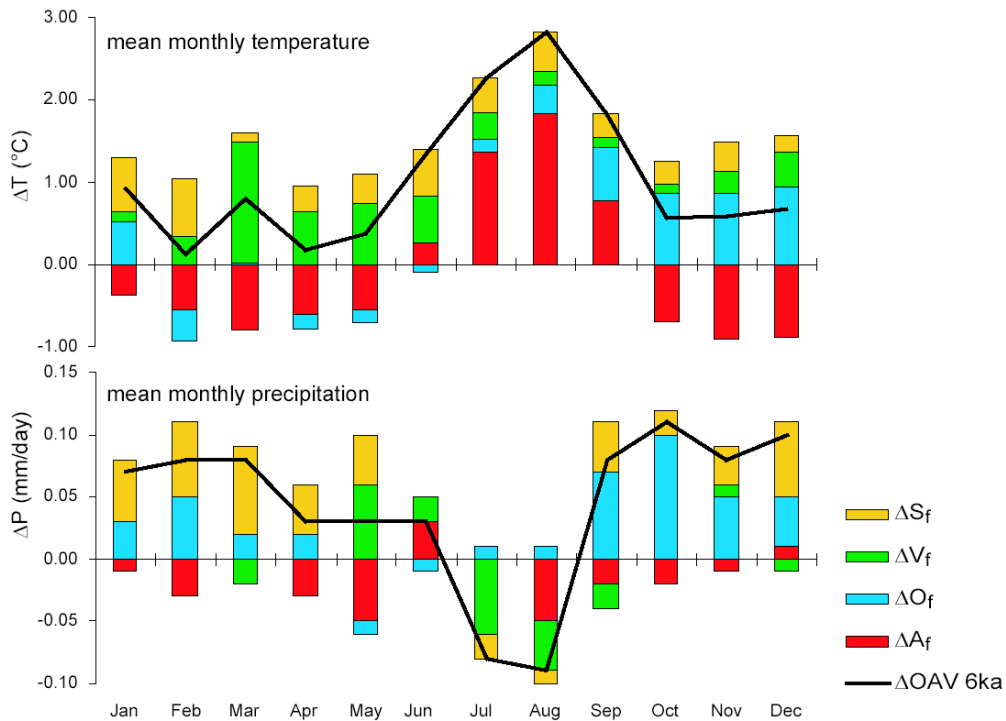 3.00
mean monthly temperature
2.00
ΔT (°C)
1.00
0.00
-1.00
0.15
mean monthly precipitation
0.10
ΔP (mm/day)
0.05
0.00
-0.05
-0.10
Jan Feb Mar Apr May Jun Jul Aug Sep Oct Nov Dec
ΔSf
ΔVf
ΔOf
ΔAf
ΔOAV 6ka